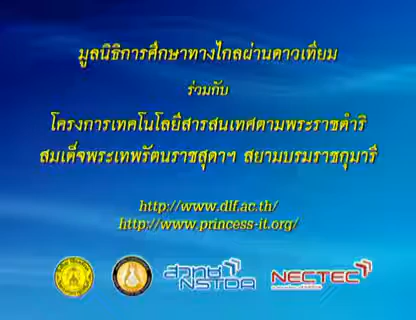 มูลนิธิการศึกษาทางไกลผ่านดาวเทียม
ร่วมกับ
โครงการเทคโนโลยีสารสนเทศตามพระราชดำริ
สมเด็จพระเทพรัตนราชสุดาฯ สยามบรมราชกุมารี
http://www.dlf.ac.th/
http://www.princess-it.org/
สวทช
NSTDA
NECTEC